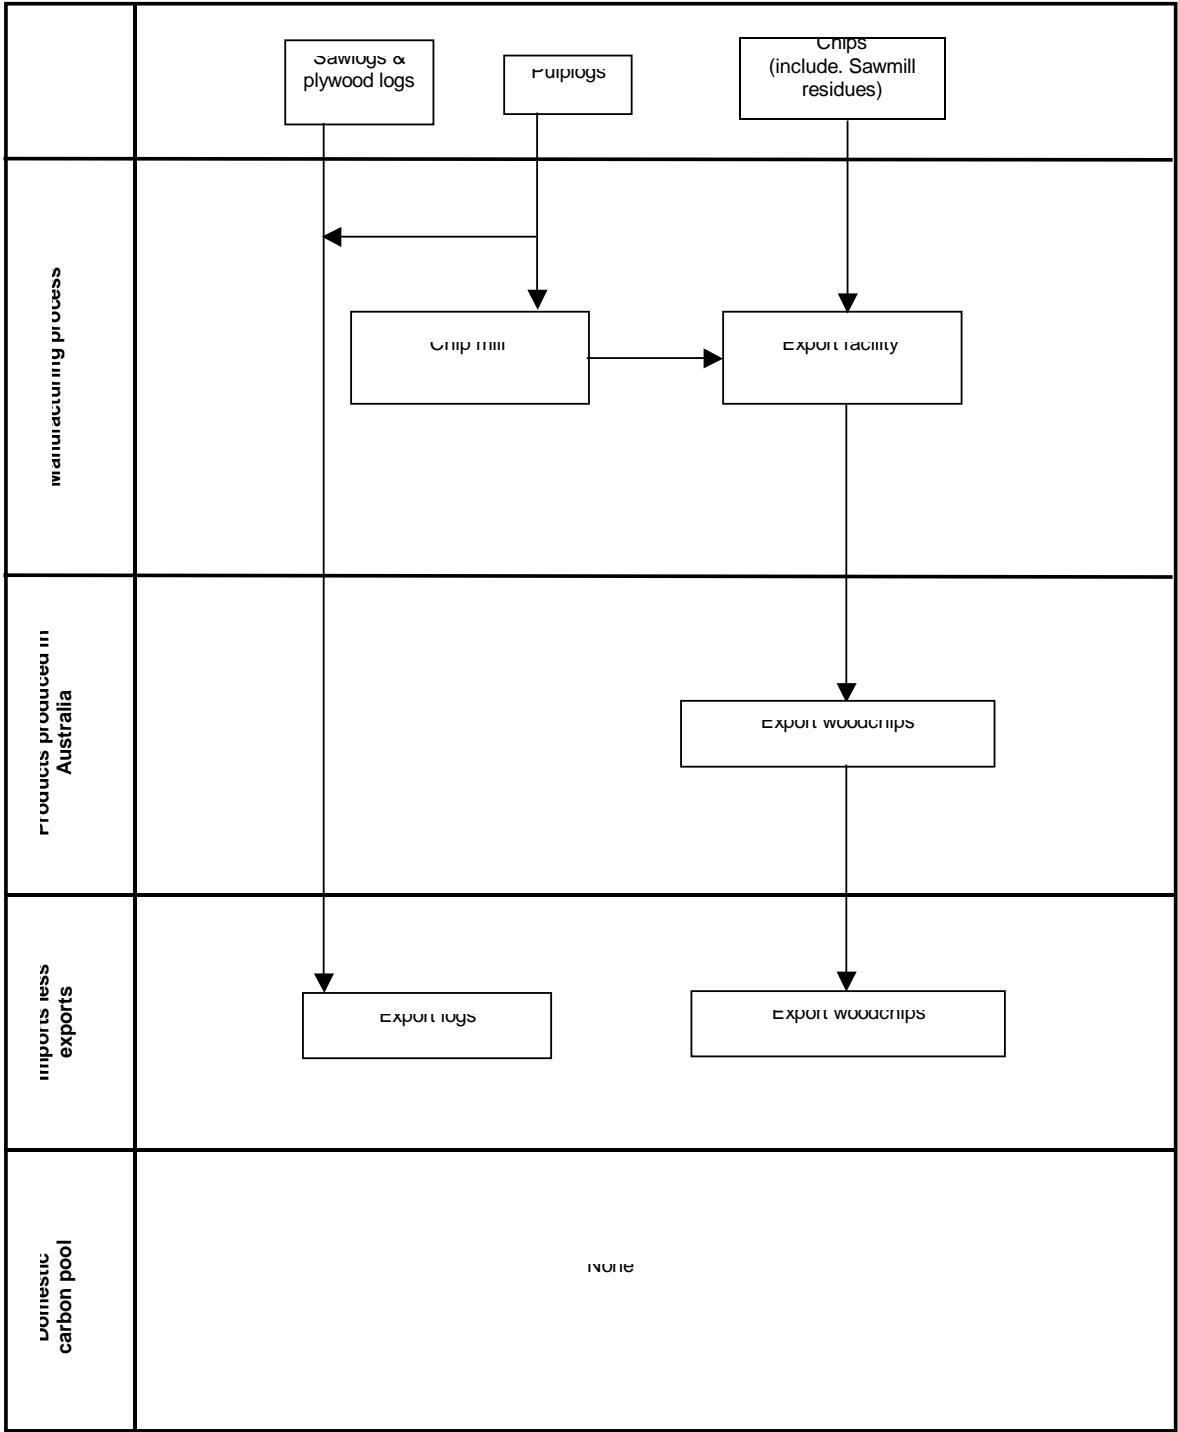 Sawlogs &
plywood logs
Pulplogs
Chips
(include. Sawmill
residues)
Manufacturing process
Chip mill
Export facility
Products produced in
Australia
Export woodchips
Imports less
exports
Export logs
Export woodchips
Domestic
carbon pool
None